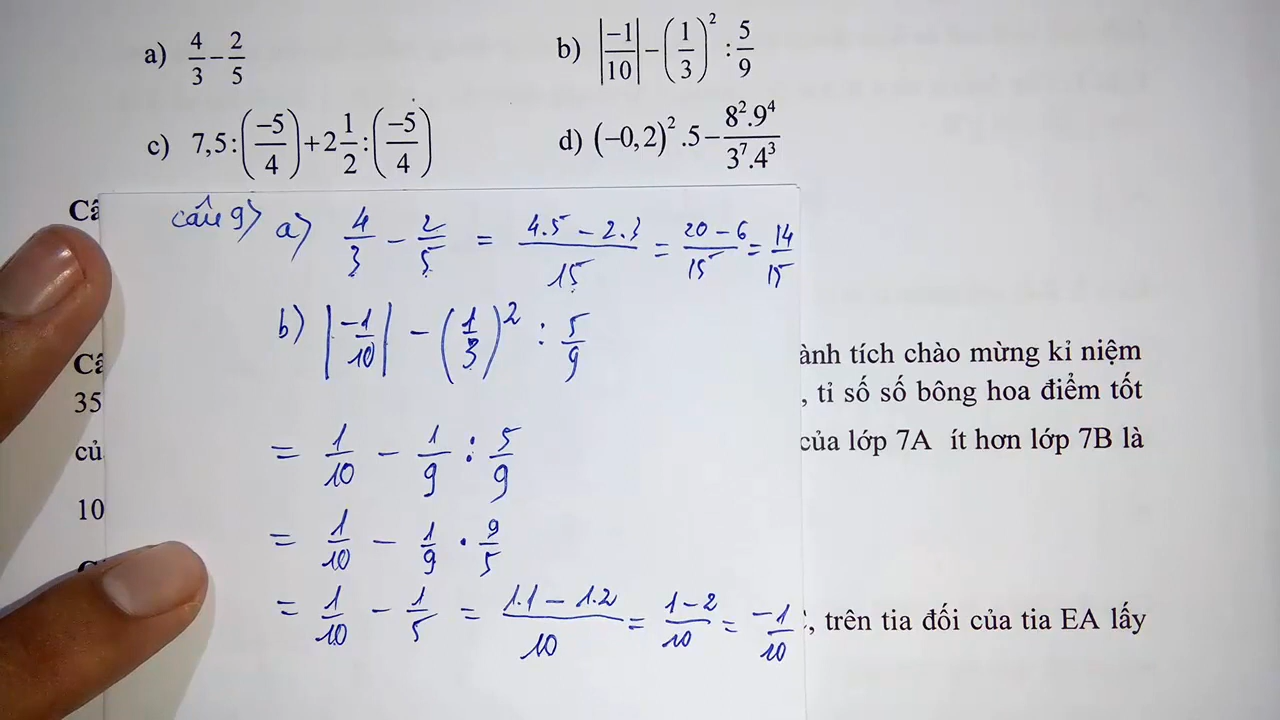 a) 4/3 − 2/5 b) |−1/10| − (1/3)² : 5/9
c) 7,5 : (−5/4) + 2 1/2 : (−5/4) d) (−0,2)² . 5 − 8².9⁴/3⁷.4³
Câ
câu 9) a) 4/3 − 2/5 = 4.5 − 2.3/15 = 20 − 6/15 = 14/15
b) |−1/10| − (1/3)² : 5/9
Câ ành tích chào mừng kỉ niệm
35 , tỉ số số bông hoa điểm tốt
củ của lớp 7A ít hơn lớp 7B là
= 1/10 − 1/9 : 5/9
10
= 1/10 − 1/9 . 9/5
= 1/10 − 1/5 = 1.1 − 1.2/10 = 1−2/10 = −1/10
, trên tia đối của tia EA lấy